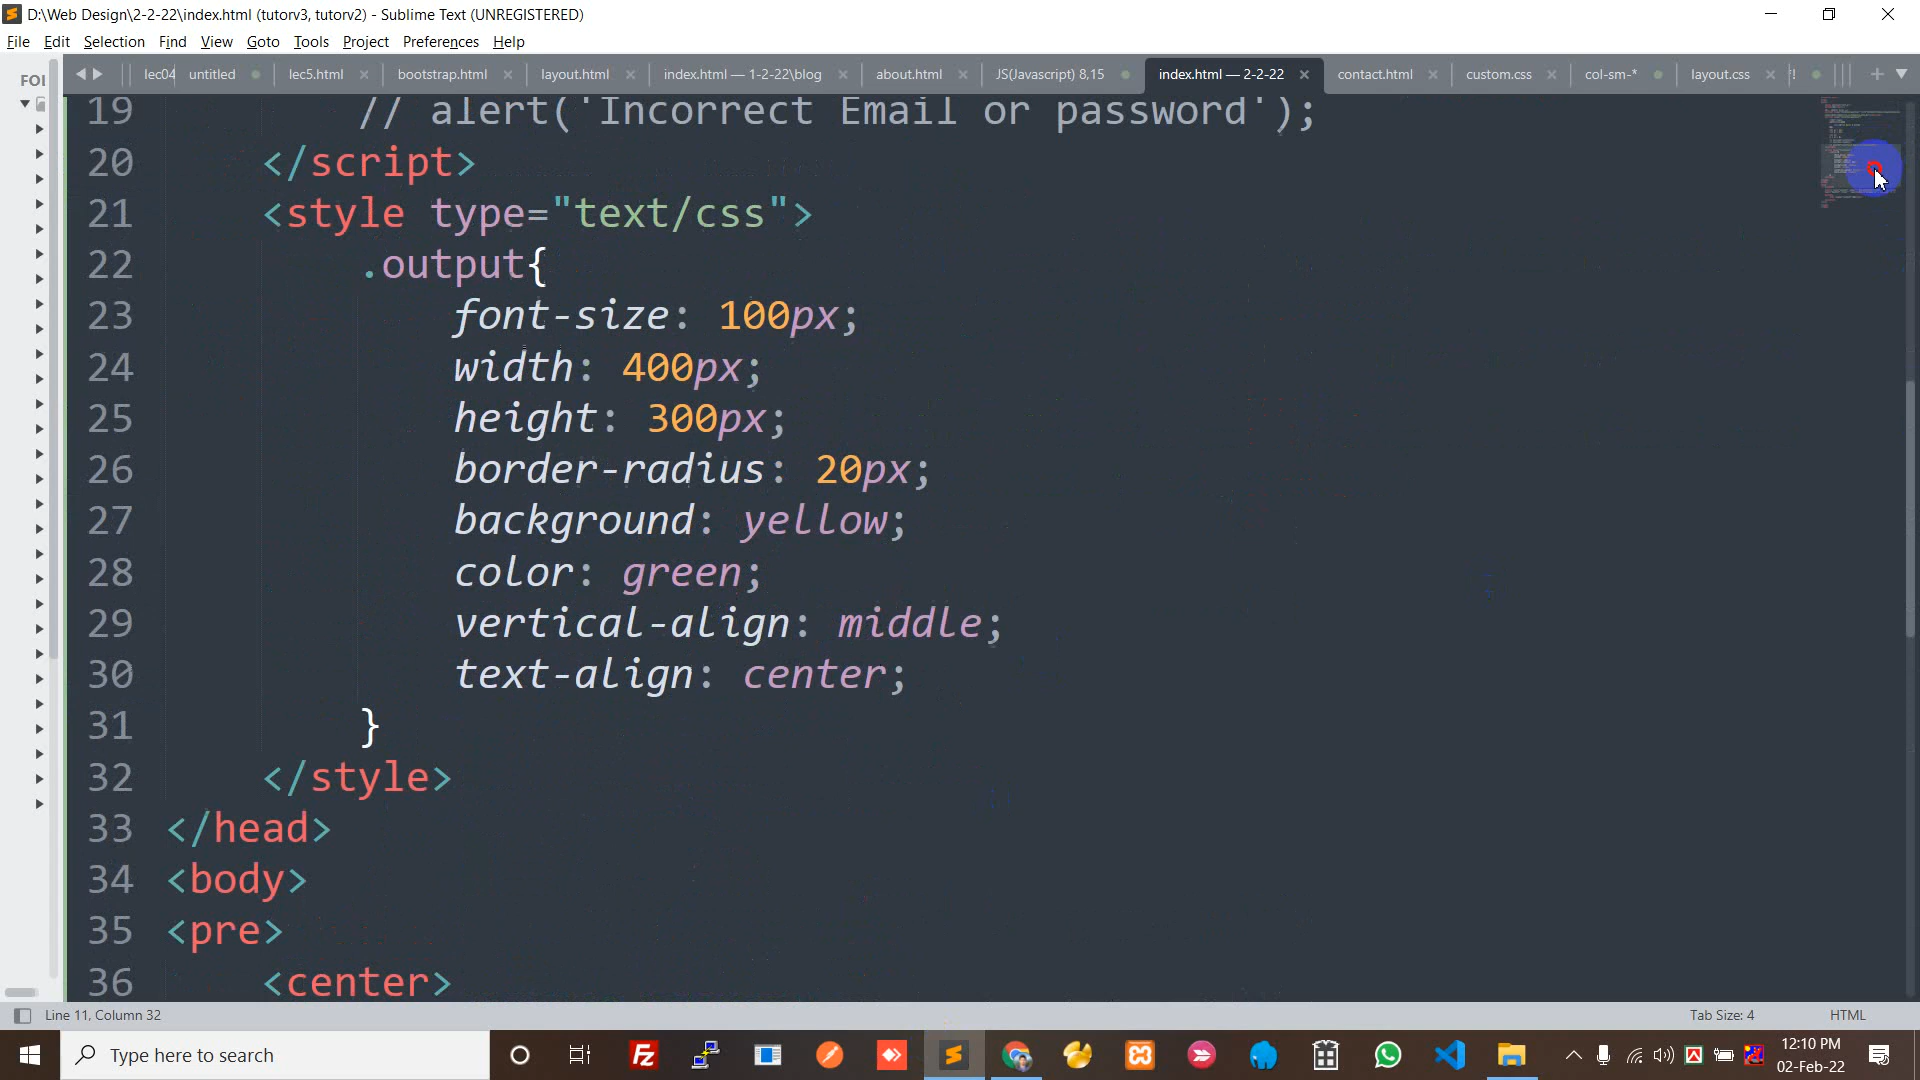 D:\Web Design\2-2-22\index.html (tutorv3, tutorv2) - Sublime Text (UNREGISTERED)
File Edit Selection Find View Goto Tools Project Preferences Help
FOI
lec04 untitled lec5.html bootstrap.html layout.html index.html — 1-2-22\blog about.html JS(Javascript) 8,15 index.html — 2-2-22 contact.html custom.css col-sm-* layout.css
19 // alert('Incorrect Email or password');
20 </script>
21 <style type="text/css">
22 .output{
23 font-size: 100px;
24 width: 400px;
25 height: 300px;
26 border-radius: 20px;
27 background: yellow;
28 color: green;
29 vertical-align: middle;
30 text-align: center;
31 }
32 </style>
33 </head>
34 <body>
35 <pre>
36 <center>
Line 11, Column 32
Tab Size: 4
HTML
Type here to search
12:10 PM
02-Feb-22